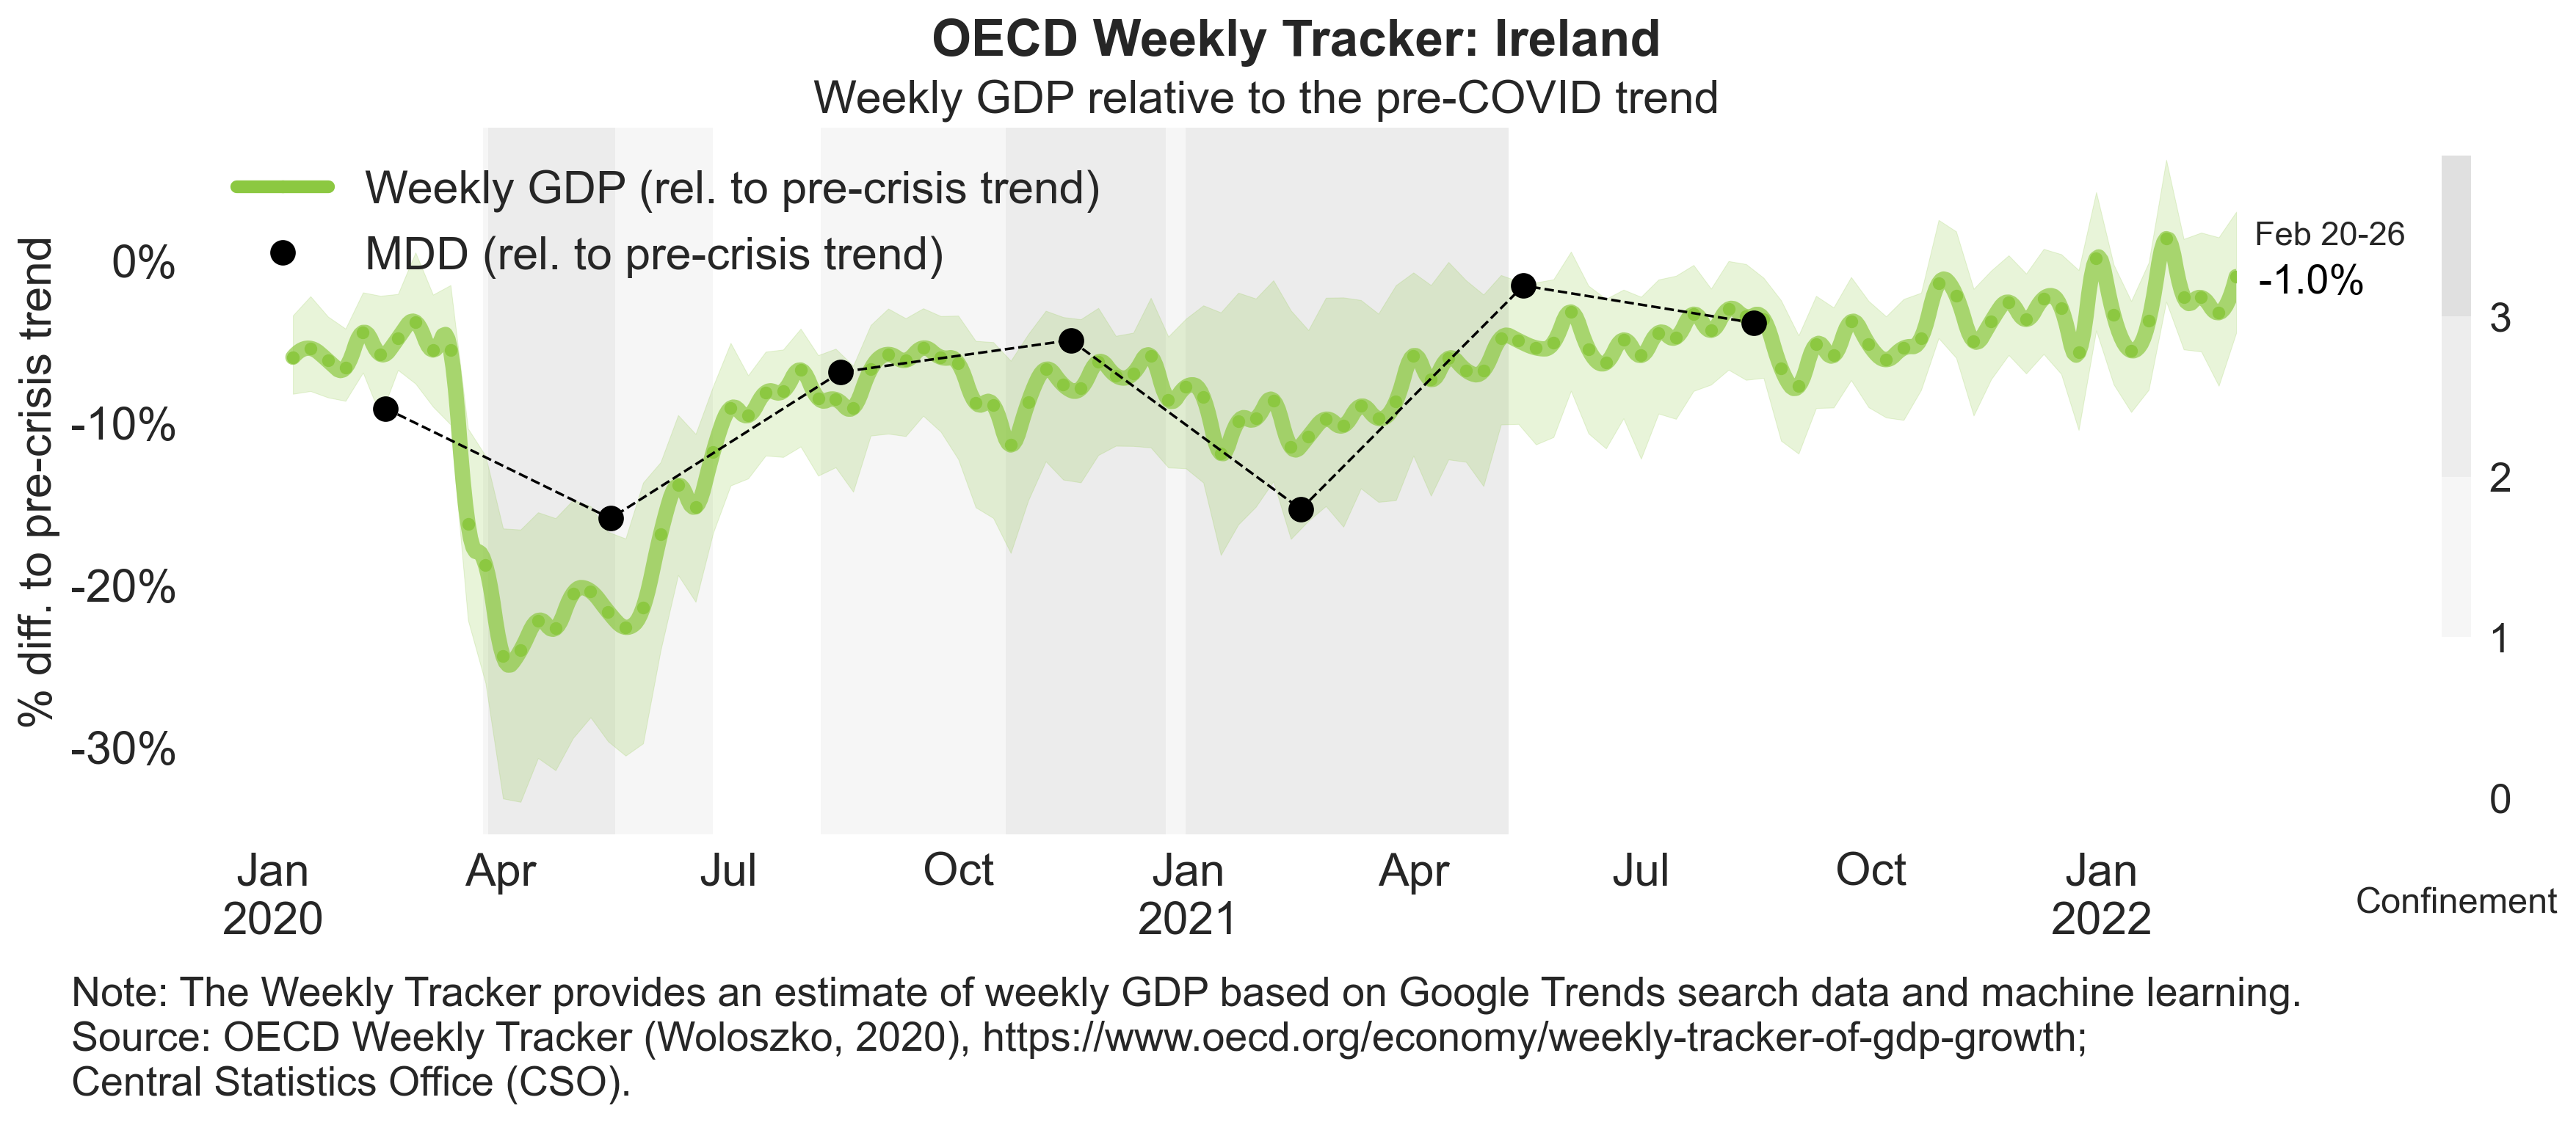 OECD Weekly Tracker: Ireland
Weekly GDP relative to the pre-COVID trend
Weekly GDP (rel. to pre-crisis trend)
MDD (rel. to pre-crisis trend)
% diff. to pre-crisis trend
0%
-10%
-20%
-30%
Feb 20-26
-1.0%
3
2
1
0
Confinement
Jan Apr Jul Oct Jan Apr Jul Oct Jan
2020 2021 2022
Note: The Weekly Tracker provides an estimate of weekly GDP based on Google Trends search data and machine learning.
Source: OECD Weekly Tracker (Woloszko, 2020), https://www.oecd.org/economy/weekly-tracker-of-gdp-growth;
Central Statistics Office (CSO).